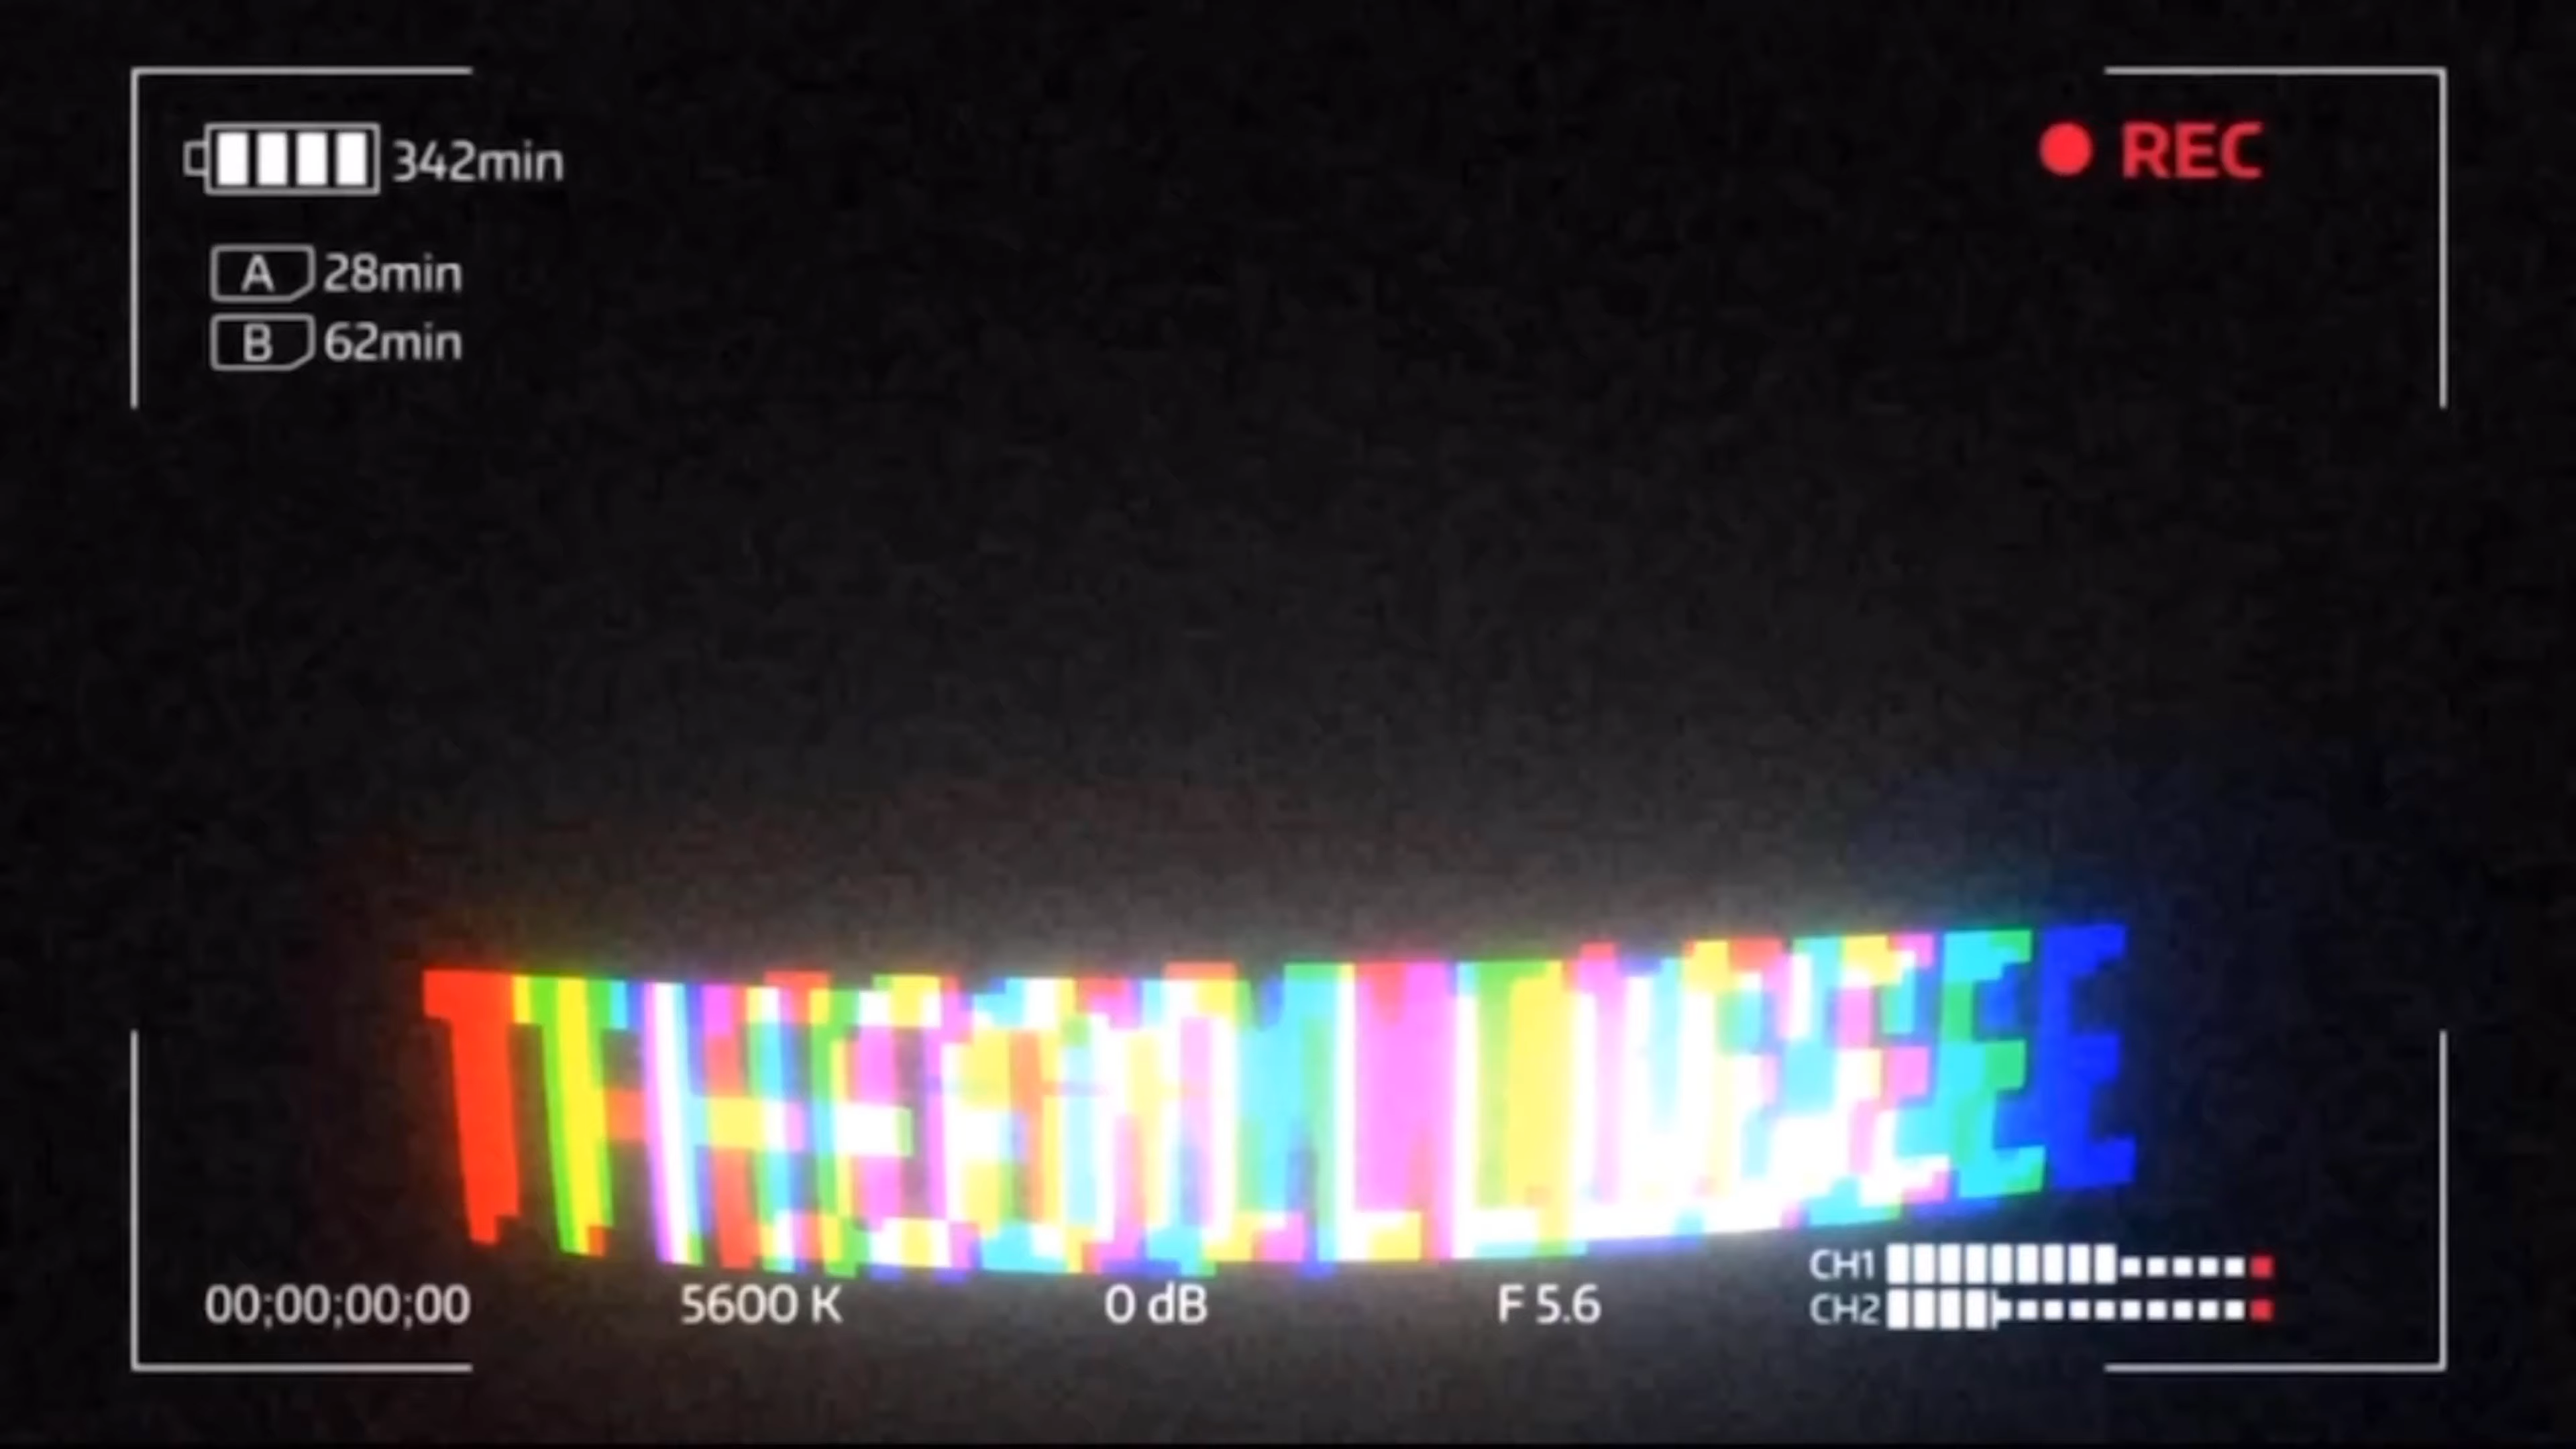 342min
REC
A 28min
B 62min
00;00;00;00
5600 K
0 dB
F 5.6
CH1
CH2